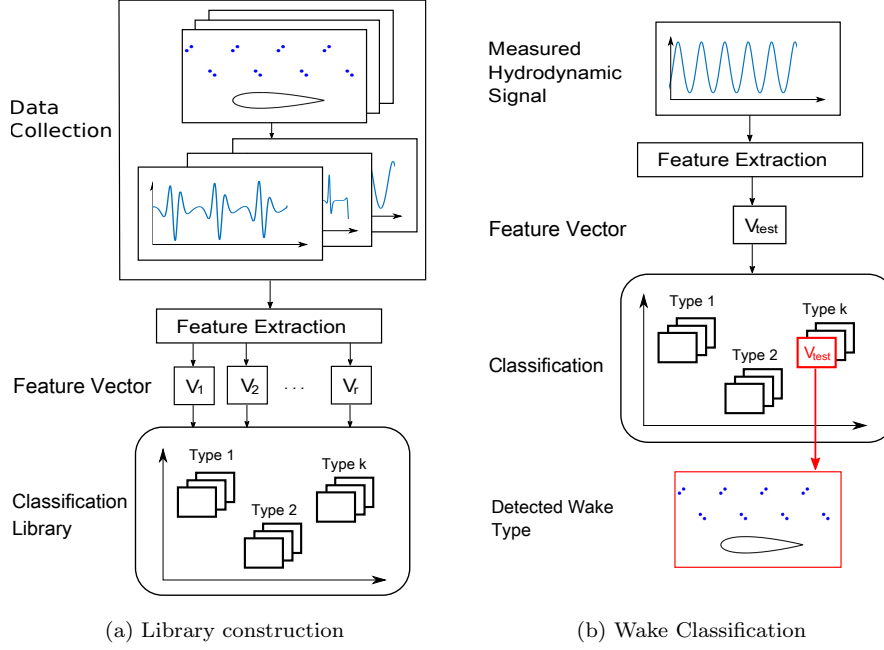 Data
Collection
Feature Extraction
Feature Vector
V1
V2
. . .
Vr
Classification
Library
Type 1
Type 2
Type k
(a) Library construction
Measured
Hydrodynamic
Signal
Feature Extraction
Feature Vector
Vtest
Classification
Type 1
Type 2
Type k
Vtest
Detected Wake
Type
(b) Wake Classification